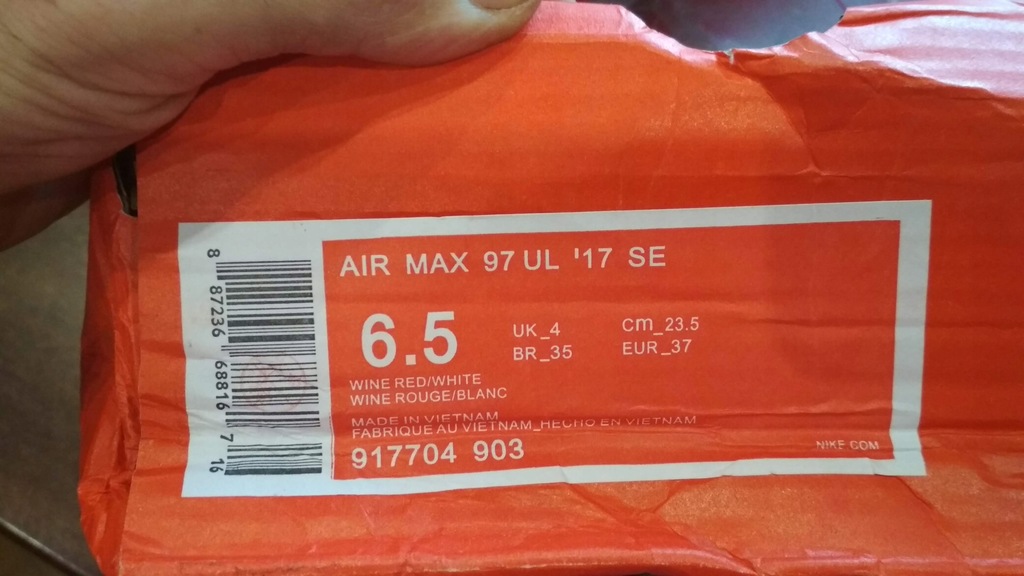 AIR MAX 97 UL '17 SE
6.5
UK_4 CM_23.5
BR_35 EUR_37
WINE RED/WHITE
WINE ROUGE/BLANC
MADE IN VIETNAM
FABRIQUE AU VIETNAM_HECHO EN VIETNAM
917704 903
NIKE.COM
8 87236 68816 7 16